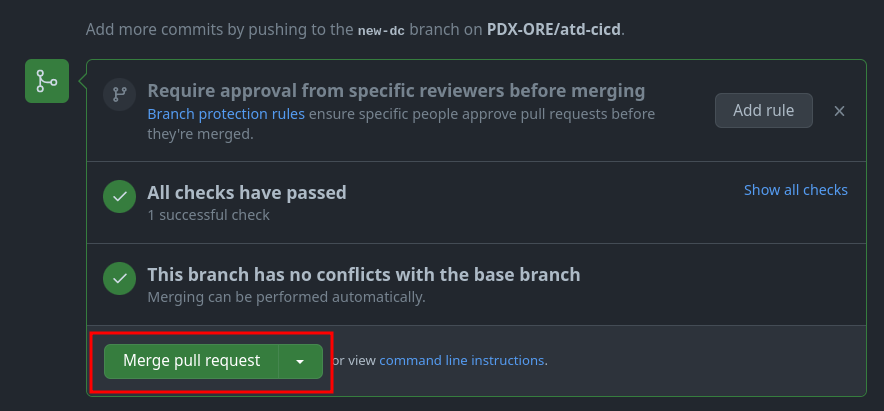 Add more commits by pushing to the new-dc branch on PDX-ORE/atd-cicd.
Require approval from specific reviewers before merging
Branch protection rules ensure specific people approve pull requests before
they're merged.
Add rule
All checks have passed
1 successful check
Show all checks
This branch has no conflicts with the base branch
Merging can be performed automatically.
Merge pull request
or view command line instructions.